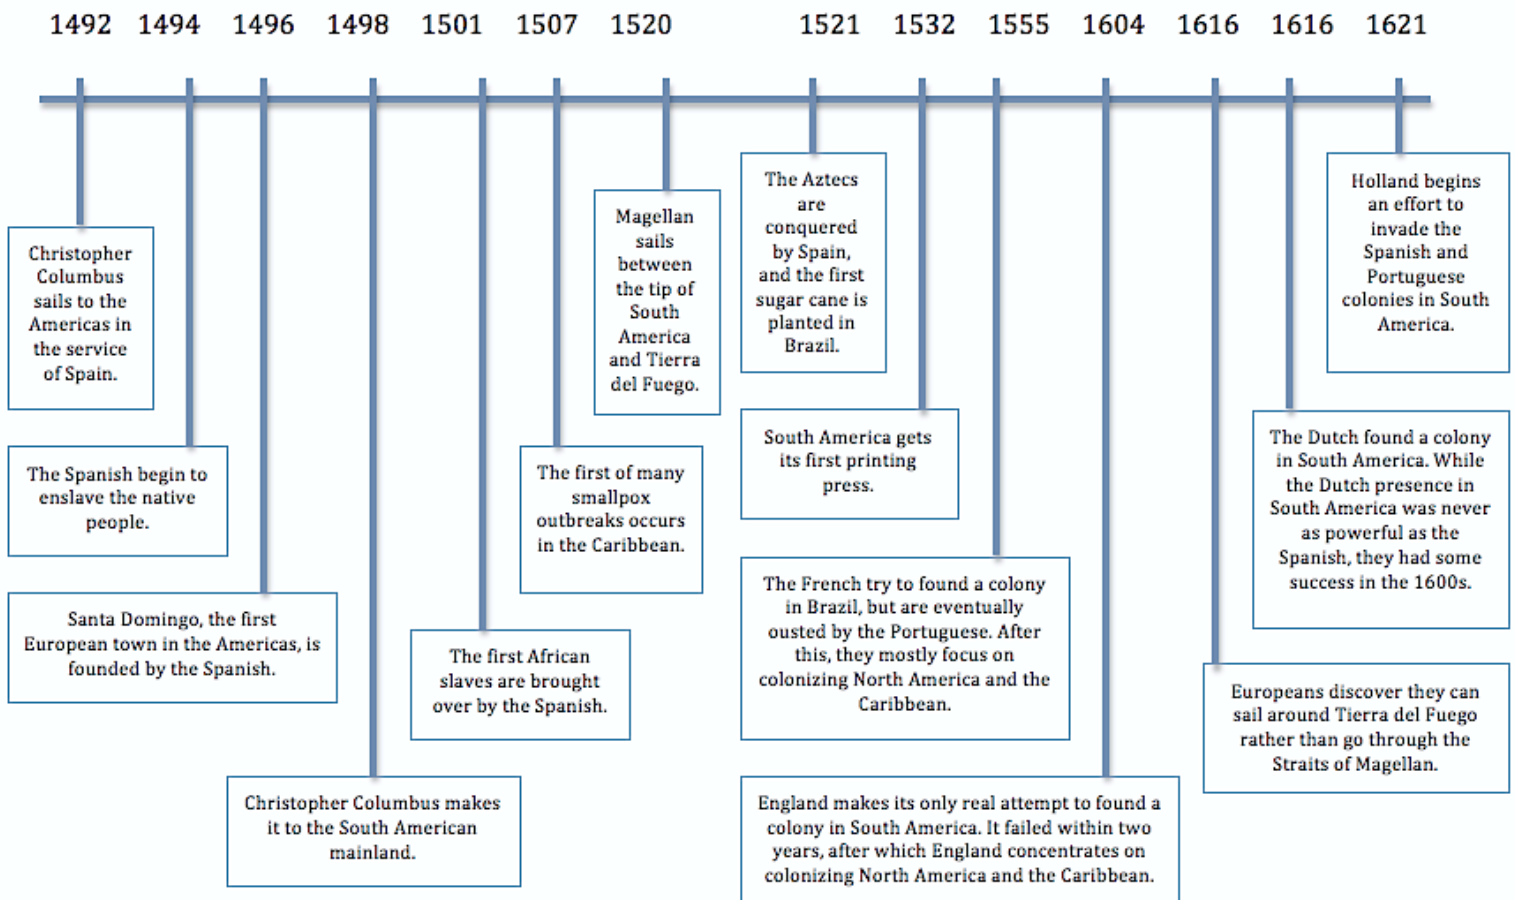 1492 1494 1496 1498 1501 1507 1520 1521 1532 1555 1604 1616 1616 1621
Christopher
Columbus
sails to the
Americas in
the service
of Spain.
The Spanish begin to
enslave the native
people.
Santa Domingo, the first
European town in the Americas, is
founded by the Spanish.
Christopher Columbus makes
it to the South American
mainland.
The first African
slaves are brought
over by the Spanish.
The first of many
smallpox
outbreaks occurs
in the Caribbean.
Magellan
sails
between
the tip of
South
America
and Tierra
del Fuego.
The Aztecs
are
conquered
by Spain,
and the first
sugar cane is
planted in
Brazil.
South America gets
its first printing
press.
The French try to found a colony
in Brazil, but are eventually
ousted by the Portuguese. After
this, they mostly focus on
colonizing North America and the
Caribbean.
England makes its only real attempt to found a
colony in South America. It failed within two
years, after which England concentrates on
colonizing North America and the Caribbean.
Europeans discover they can
sail around Tierra del Fuego
rather than go through the
Straits of Magellan.
The Dutch found a colony
in South America. While
the Dutch presence in
South America was never
as powerful as the
Spanish, they had some
success in the 1600s.
Holland begins
an effort to
invade the
Spanish and
Portuguese
colonies in South
America.